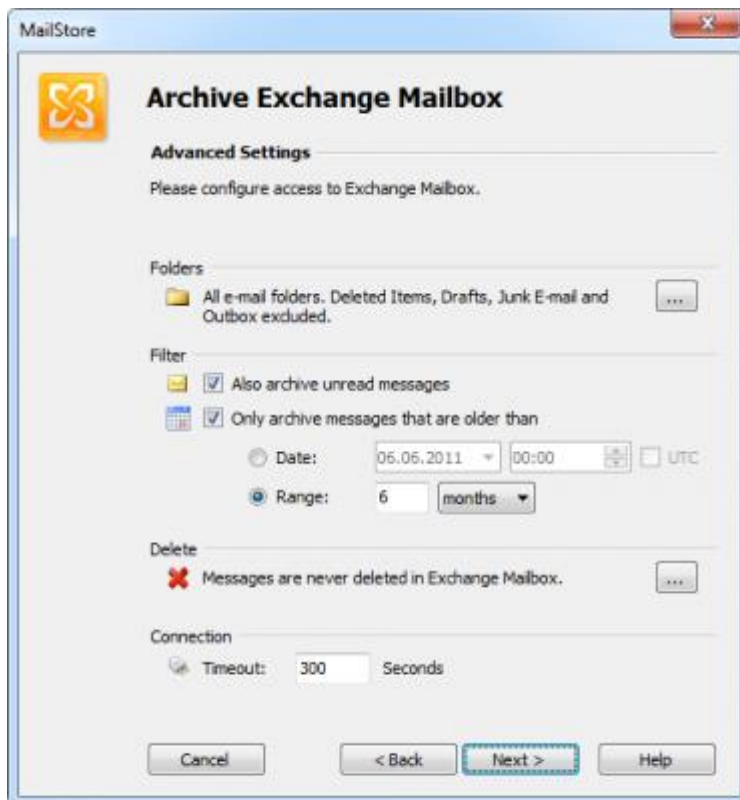 MailStore
Archive Exchange Mailbox
Advanced Settings
Please configure access to Exchange Mailbox.
Folders
All e-mail folders. Deleted Items, Drafts, Junk E-mail and
Outbox excluded.
...
Filter
Also archive unread messages
Only archive messages that are older than
Date: 06.06.2011 00:00 UTC
Range: 6 months
Delete
Messages are never deleted in Exchange Mailbox. ...
Connection
Timeout: 300 Seconds
Cancel < Back Next > Help